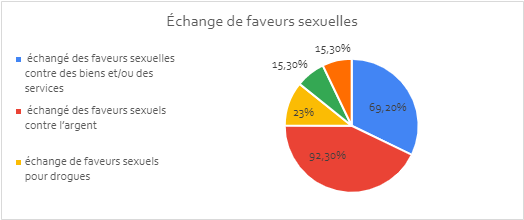 Échange de faveurs sexuelles
échangé des faveurs sexuelles
contre des biens et/ou des
services
échangé des faveurs sexuels
contre l'argent
échange de faveurs sexuels
pour drogues
15,30%
15,30%
23%
69,20%
92,30%